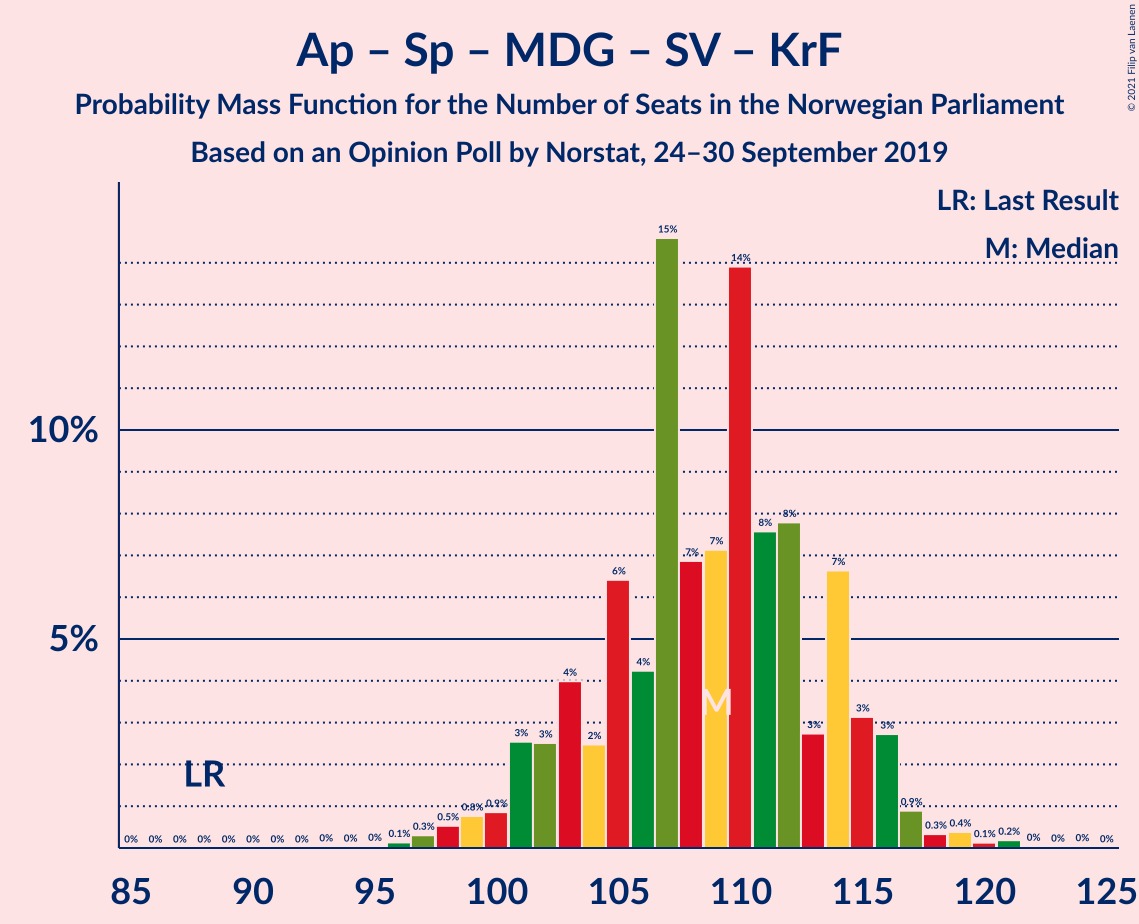 Ap – Sp – MDG – SV – KrF
Probability Mass Function for the Number of Seats in the Norwegian Parliament
Based on an Opinion Poll by Norstat, 24–30 September 2019
© 2021 Filip van Laenen
LR: Last Result
M: Median
10%
5%
LR
M
0% 0% 0% 0% 0% 0% 0% 0% 0% 0% 0% 0.1% 0.3% 0.5% 0.8% 0.9% 3% 3% 4% 2% 6% 4% 15% 7% 7% 14% 8% 8% 3% 7% 3% 3% 0.9% 0.3% 0.4% 0.1% 0.2% 0% 0% 0% 0%
85 90 95 100 105 110 115 120 125